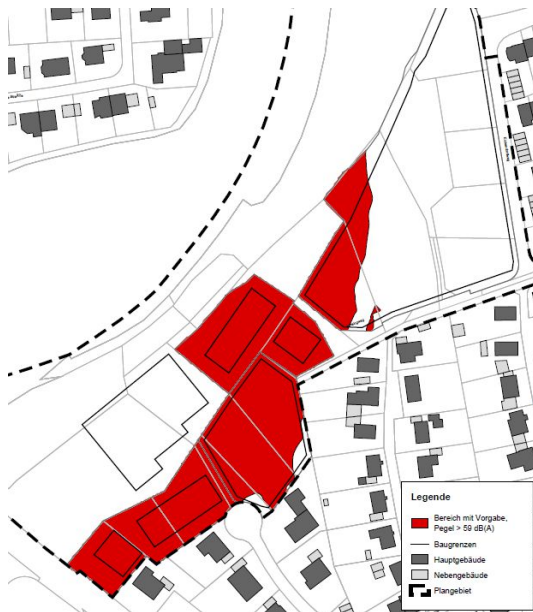 Legende
Bereich mit Vorgabe,
Pegel > 59 dB(A)
Baugrenzen
Hauptgebäude
Nebengebäude
Plangebiet